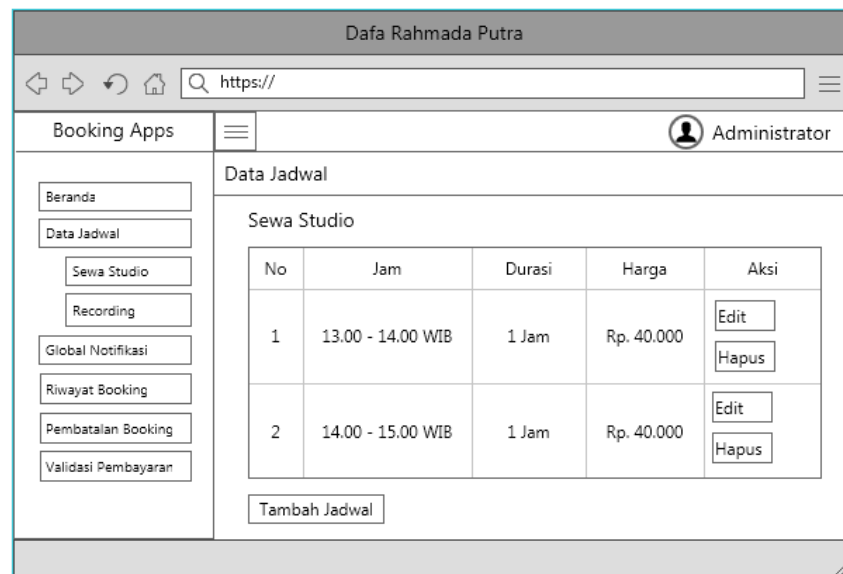 Dafa Rahmada Putra
https://
Booking Apps
Administrator
Beranda
Data Jadwal
Sewa Studio
Recording
Global Notifikasi
Riwayat Booking
Pembatalan Booking
Validasi Pembayaran
Data Jadwal
Sewa Studio
No Jam Durasi Harga Aksi
1 13.00 - 14.00 WIB 1 Jam Rp. 40.000 Edit
Hapus
2 14.00 - 15.00 WIB 1 Jam Rp. 40.000 Edit
Hapus
Tambah Jadwal